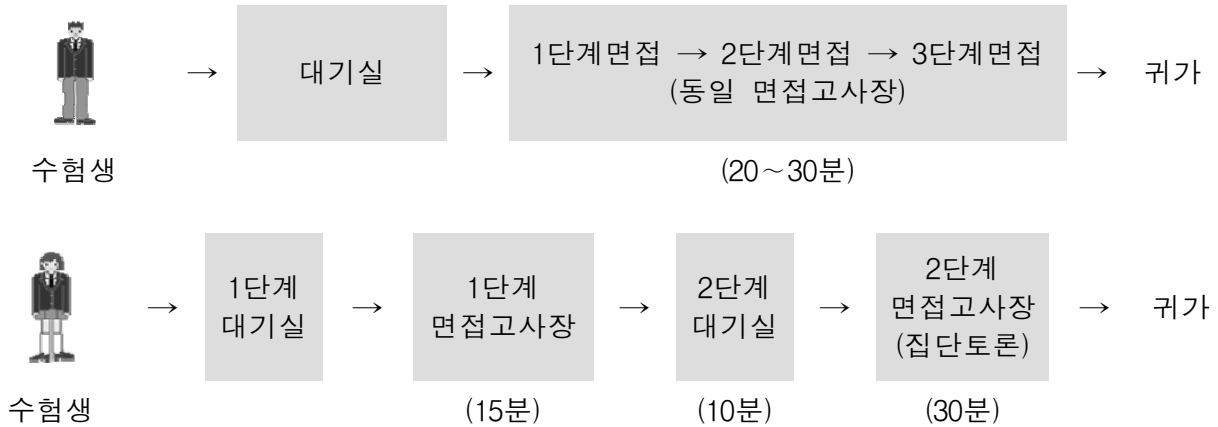 → 대기실 → 1단계면접 → 2단계면접 → 3단계면접 → 귀가
(동일 면접고사장)
수험생
(20～30분)
→ 1단계 대기실 → 1단계 면접고사장 → 2단계 대기실 → 2단계 면접고사장 (집단토론) → 귀가
수험생
(15분)
(10분)
(30분)